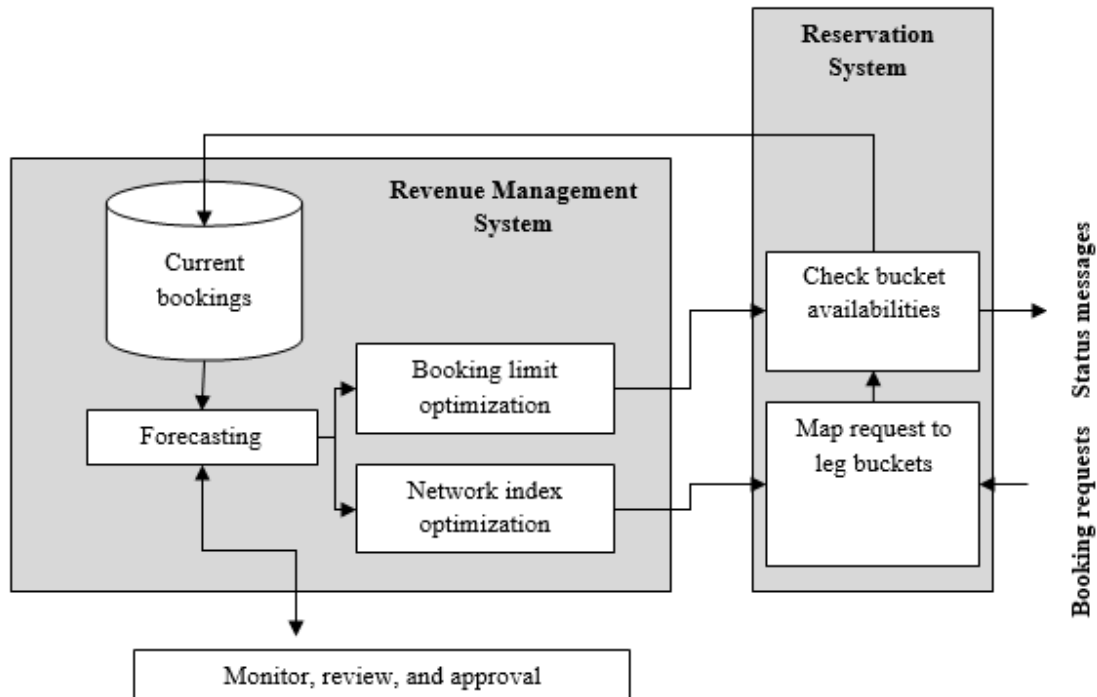 Reservation
System
Revenue Management
System
Current
bookings
Check bucket
availabilities
Status messages
Booking limit
optimization
Forecasting
Map request to
leg buckets
Network index
optimization
Booking requests
Monitor, review, and approval